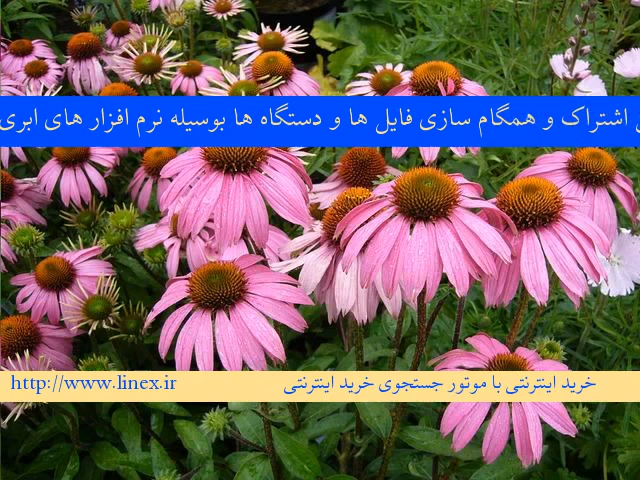 اشتراک و همگام سازی فایل ها و دستگاه ها بوسیله نرم افزار های ابری
خرید اینترنتی با موتور جستجوی خرید اینترنتی
http://www.linex.ir